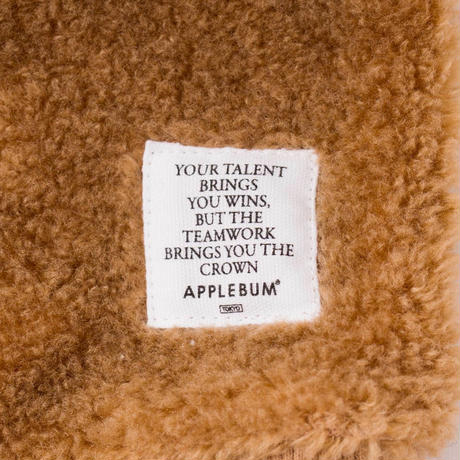 YOUR TALENT
BRINGS
YOU WINS,
BUT THE
TEAMWORK
BRINGS YOU THE
CROWN
APPLEBUM®
TOKYO